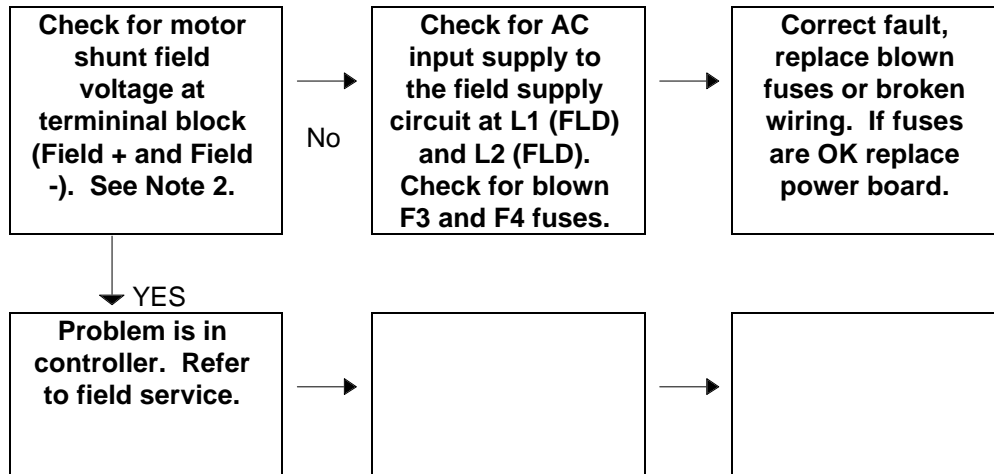 Check for motor
shunt field
voltage at
termininal block
(Field + and Field
-). See Note 2.
No
Check for AC
input supply to
the field supply
circuit at L1 (FLD)
and L2 (FLD).
Check for blown
F3 and F4 fuses.
Correct fault,
replace blown
fuses or broken
wiring. If fuses
are OK replace
power board.
YES
Problem is in
controller. Refer
to field service.